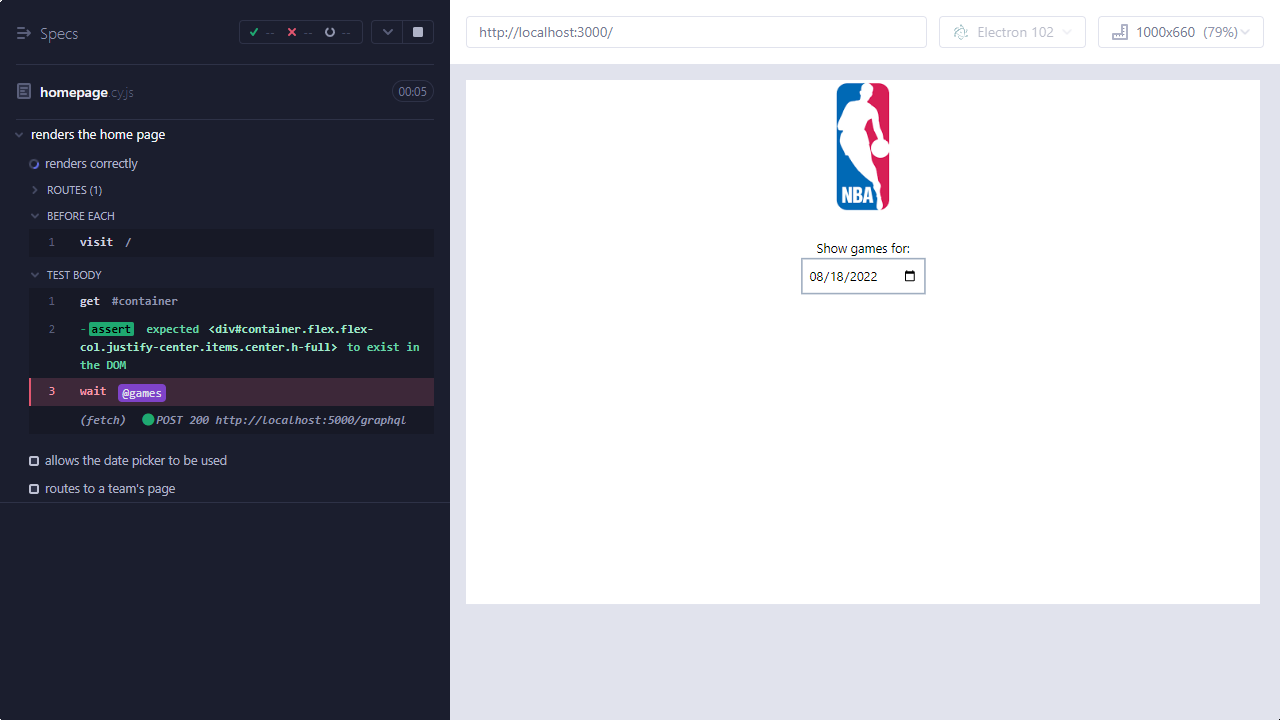 Specs
-- -- --
homepage.cy.js
00:05
renders the home page
renders correctly
ROUTES (1)
BEFORE EACH
1 visit /
TEST BODY
1 get #container
2 -assert expected <div#container.flex.flex-
col.justify-center.items.center.h-full> to exist in
the DOM
3 wait @games
(fetch) POST 200 http://localhost:5000/graphql
allows the date picker to be used
routes to a team's page
http://localhost:3000/
Electron 102
1000x660 (79%)
NBA
Show games for:
08/18/2022